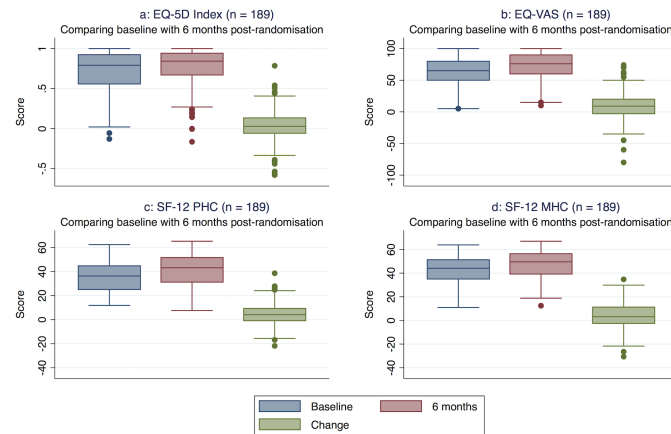 a: EQ-5D Index (n = 189)
Comparing baseline with 6 months post-randomisation
Score
1
.5
0
-.5
b: EQ-VAS (n = 189)
Comparing baseline with 6 months post-randomisation
Score
100
50
0
-50
-100
c: SF-12 PHC (n = 189)
Comparing baseline with 6 months post-randomisation
Score
60
40
20
0
-20
-40
d: SF-12 MHC (n = 189)
Comparing baseline with 6 months post-randomisation
Score
60
40
20
0
-20
-40
Baseline
6 months
Change